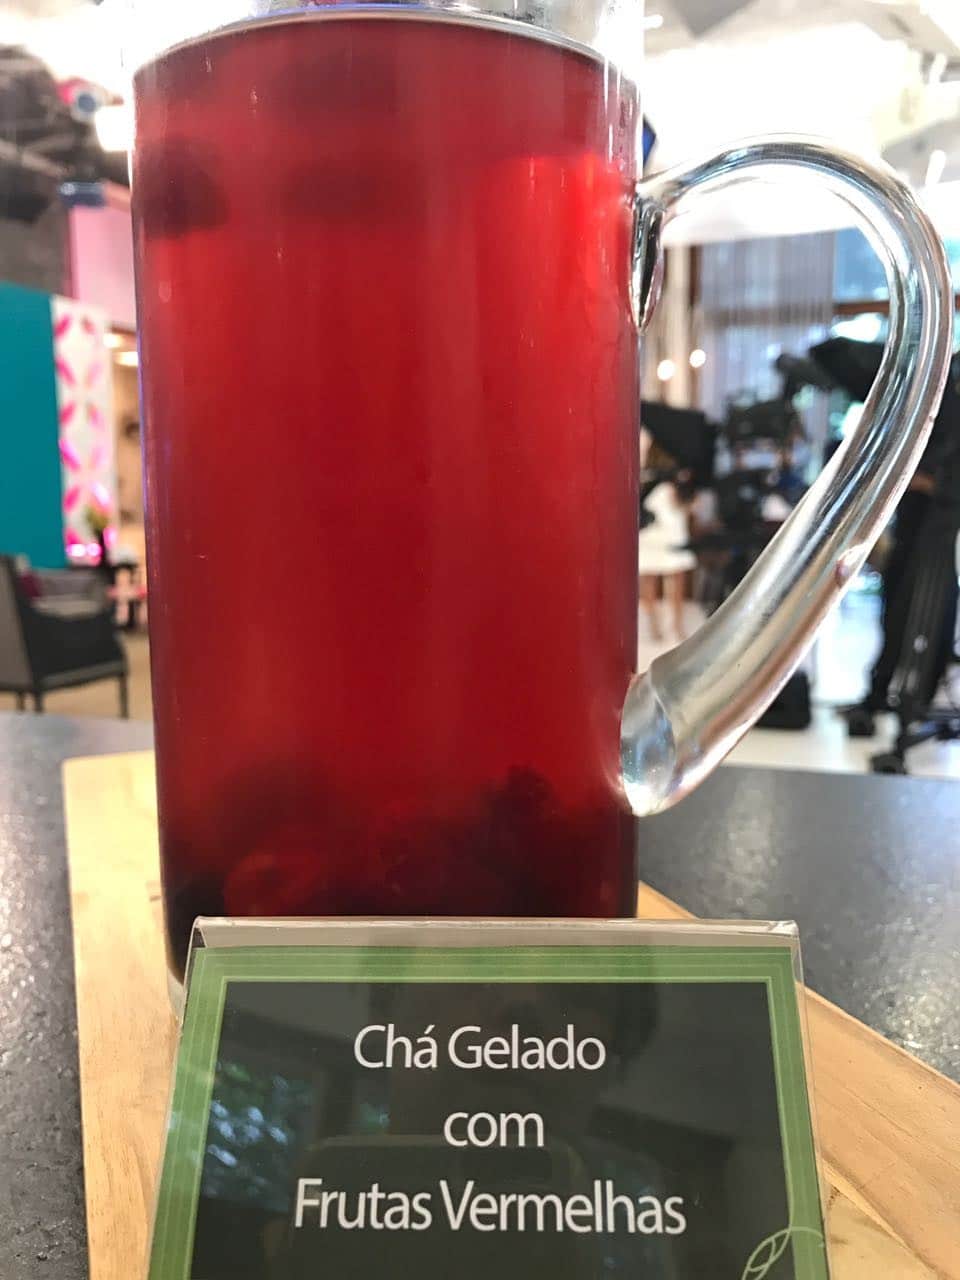 Chá Gelado
com
Frutas Vermelhas